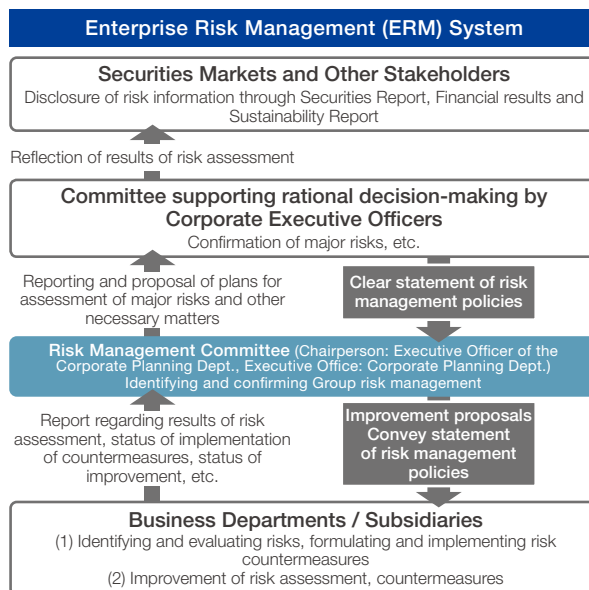 Enterprise Risk Management (ERM) System
Securities Markets and Other Stakeholders
Disclosure of risk information through Securities Report, Financial results and
Sustainability Report
Reflection of results of risk assessment
Committee supporting rational decision-making by
Corporate Executive Officers
Confirmation of major risks, etc.
Reporting and proposal of plans for
assessment of major risks and other
necessary matters
Clear statement of risk
management policies
Risk Management Committee (Chairperson: Executive Officer of the
Corporate Planning Dept., Executive Office: Corporate Planning Dept.)
Identifying and confirming Group risk management
Report regarding results of risk
assessment, status of implementation
of countermeasures, status of
improvement, etc.
Improvement proposals
Convey statement
of risk management
policies
Business Departments / Subsidiaries
(1) Identifying and evaluating risks, formulating and implementing risk
countermeasures
(2) Improvement of risk assessment, countermeasures